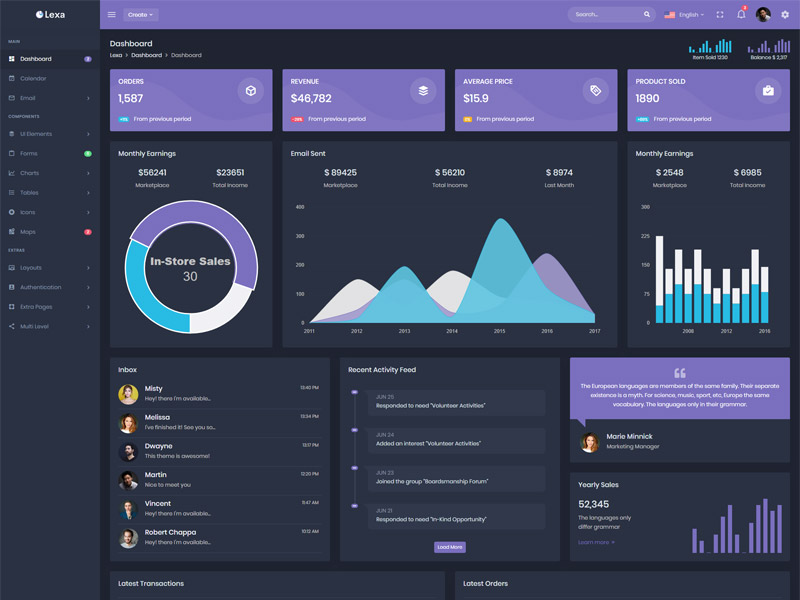 Lexa
Create
Search...
English
3
MAIN
Dashboard
2
Calendar
Email
COMPONENTS
UI Elements
Forms
6
Charts
Tables
Icons
Maps
2
EXTRAS
Layouts
Authentication
Extra Pages
Multi Level
Dashboard
Lexa > Dashboard > Dashboard
Item Sold 1230
Balance $ 2,317
ORDERS
1,587
From previous period
REVENUE
$46,782
-29%
From previous period
AVERAGE PRICE
$15.9
0%
From previous period
PRODUCT SOLD
1890
+89%
From previous period
Monthly Earnings
$56241
Marketplace
$23651
Total Income
In-Store Sales
30
Email Sent
$ 89425
Marketplace
$ 56210
Total Income
$ 8974
Last Month
400
300
200
100
0
2011 2012 2013 2014 2015 2016 2017
Monthly Earnings
$ 2548
Marketplace
$ 6985
Total Income
300
225
150
75
0
2008 2012 2016
Inbox
Misty
13:40 PM
Hey! there I'm available...
Melissa
13:34 PM
I've finished it! See you so...
Dwayne
13:17 PM
This theme is awesome!
Martin
12:20 PM
Nice to meet you
Vincent
11:47 AM
Hey! there I'm available...
Robert Chappa
10:12 AM
Hey! there I'm available...
Recent Activity Feed
JUN 25
Responded to need "Volunteer Activities"
JUN 24
Added an interest "Volunteer Activities"
JUN 23
Joined the group "Boardsmanship Forum"
JUN 21
Responded to need "In-Kind Opportunity"
Load More
The European languages are members of the same family. Their separate
existence is a myth. For science, music, sport, etc, Europe the same
vocabulary. The languages only in their grammar.
Marie Minnick
Marketing Manager
Yearly Sales
52,345
The languages only
differ grammar
Learn more >
Latest Transactions
Latest Orders